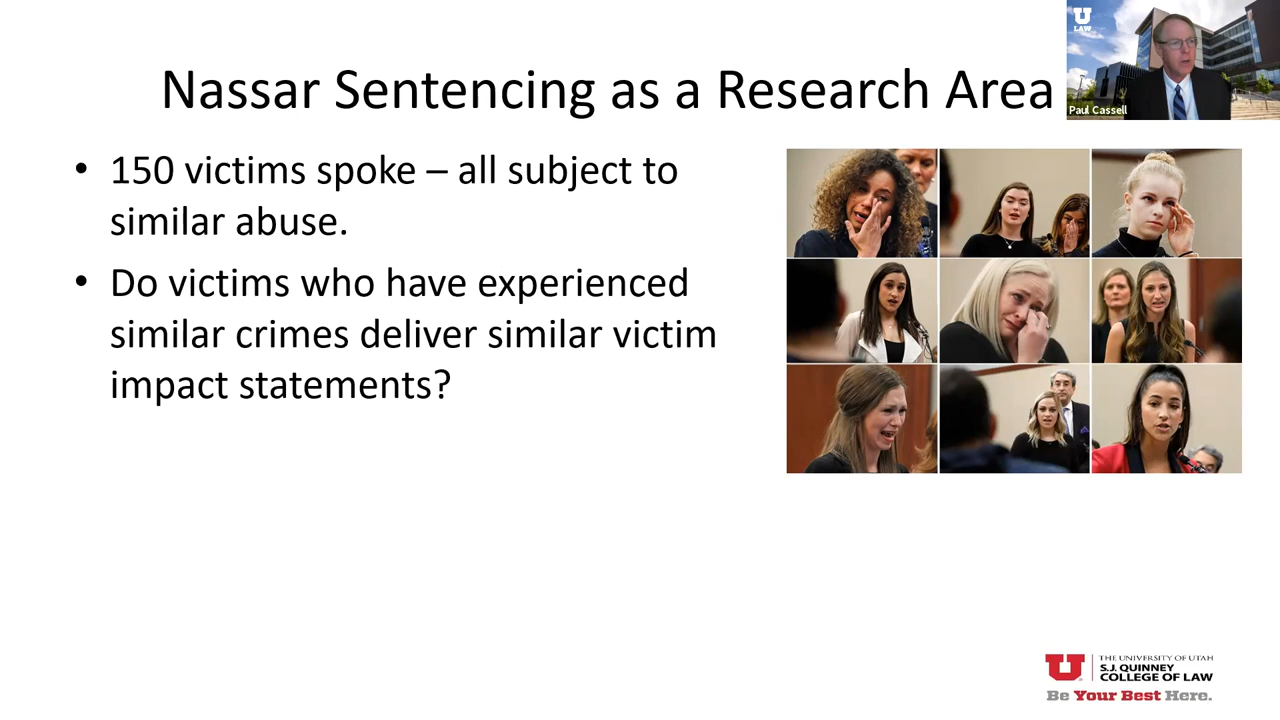 Nassar Sentencing as a Research Area
U
LAW
Paul Cassell
• 150 victims spoke – all subject to
similar abuse.
• Do victims who have experienced
similar crimes deliver similar victim
impact statements?
U
THE UNIVERSITY OF UTAH
S.J. QUINNEY
COLLEGE OF LAW
Be Your Best Here.